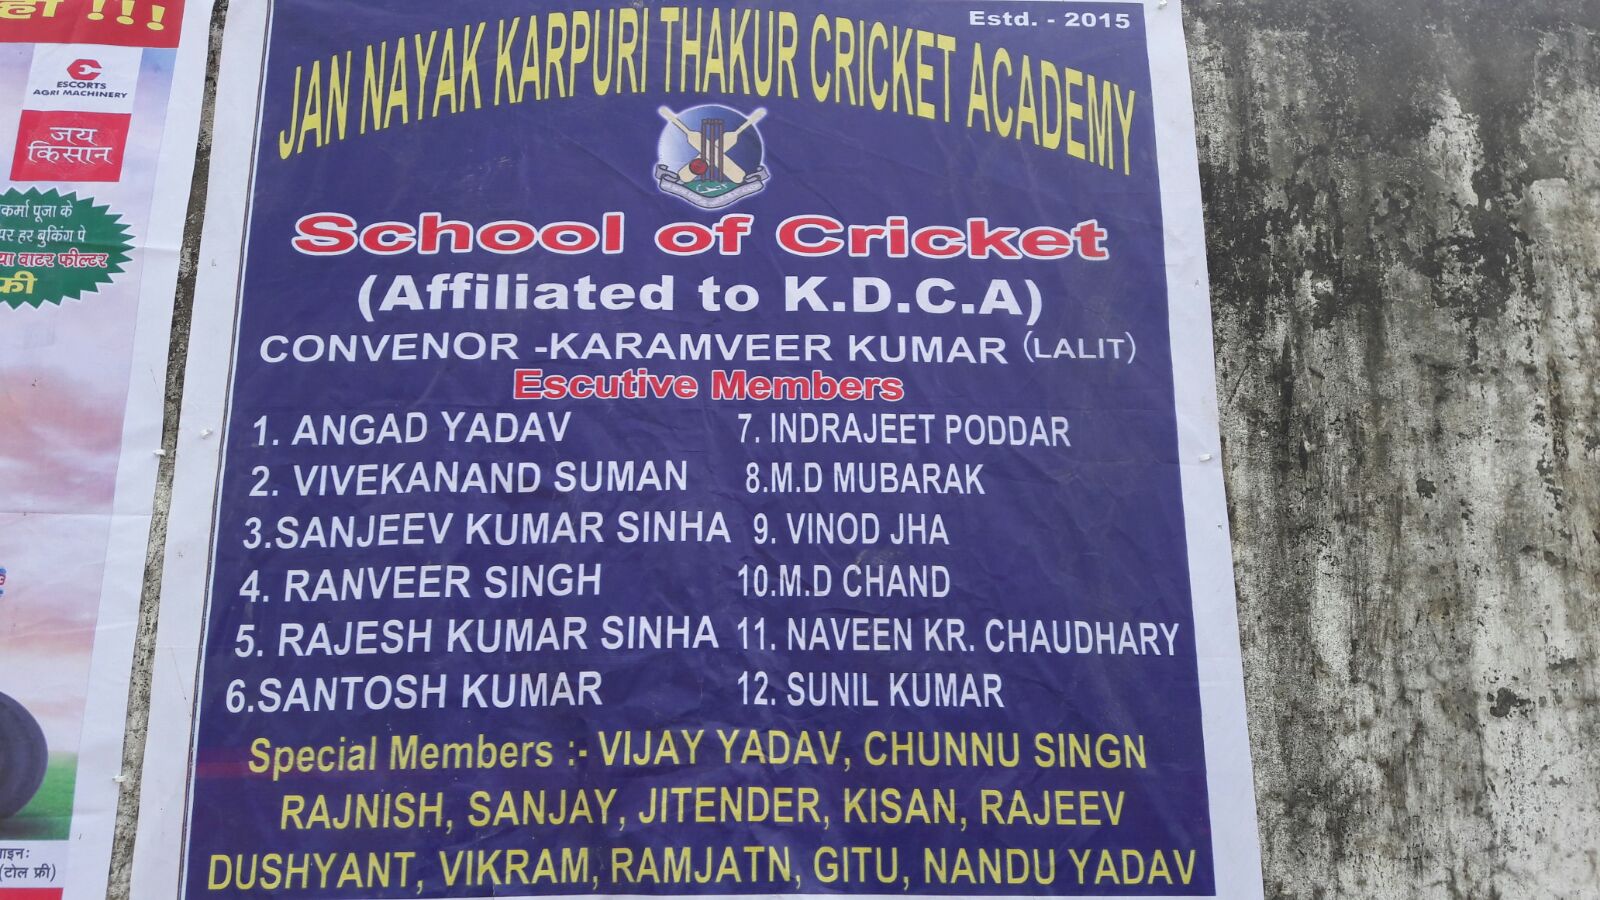 !!!
ESCORTS
AGRI MACHINERY
जय
किसान
पूजा के
हर बुकिंग पे
वाटर फील्टर
फ्री
(टोल फ्री)
Estd. - 2015
JAN NAYAK KARPURI THAKUR CRICKET ACADEMY
School of Cricket
(Affiliated to K.D.C.A)
CONVENOR -KARAMVEER KUMAR (LALIT)
Escutive Members
1. ANGAD YADAV
2. VIVEKANAND SUMAN
3.SANJEEV KUMAR SINHA
4. RANVEER SINGH
5. RAJESH KUMAR SINHA
6.SANTOSH KUMAR
7. INDRAJEET PODDAR
8.M.D MUBARAK
9. VINOD JHA
10.M.D CHAND
11. NAVEEN KR. CHAUDHARY
12. SUNIL KUMAR
Special Members :- VIJAY YADAV, CHUNNU SINGN
RAJNISH, SANJAY, JITENDER, KISAN, RAJEEV
DUSHYANT, VIKRAM, RAMJATN, GITU, NANDU YADAV